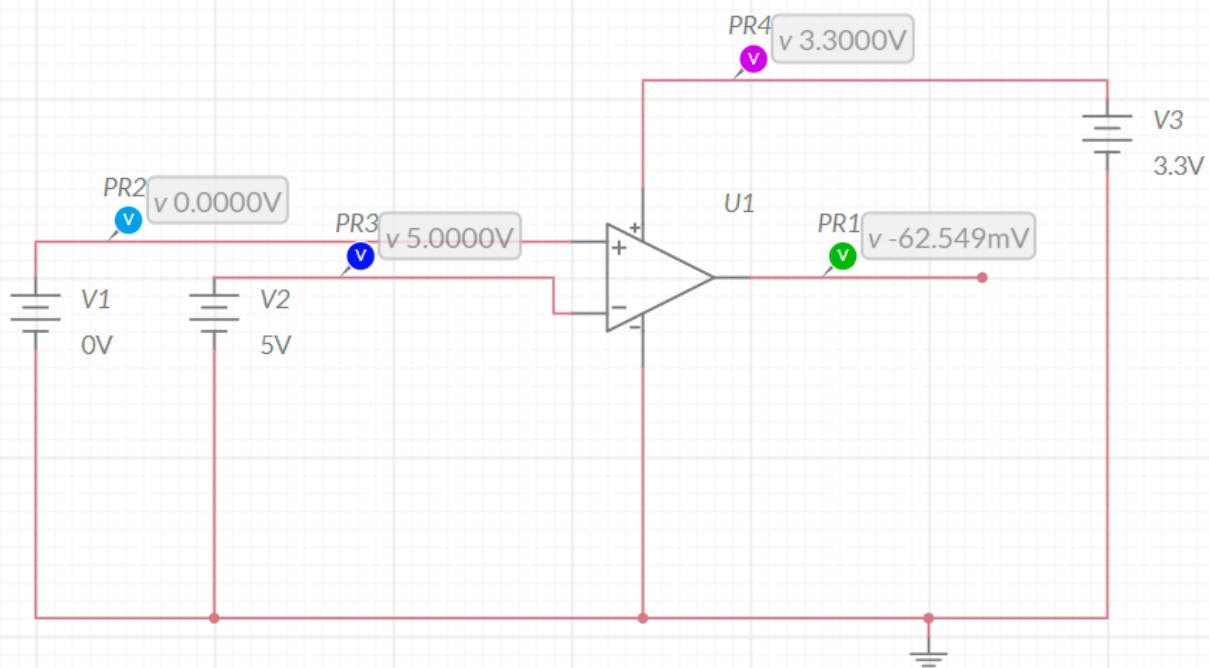 PR4 v 3.3000V
V3
3.3V
PR2 v 0.0000V
U1
PR3 v 5.0000V
PR1 v -62.549mV
+
+
V1
V2
−
−
0V
5V
V
V
V
V